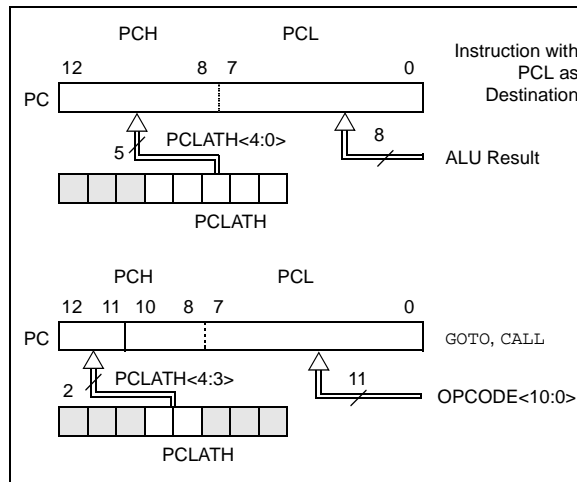 PCH PCL
12 8 7 0
Instruction with
PCL as
Destination
PC
5 PCLATH<4:0> 8
ALU Result
PCLATH
PCH PCL
12 11 10 8 7 0
PC GOTO, CALL
2 PCLATH<4:3> 11
OPCODE<10:0>
PCLATH